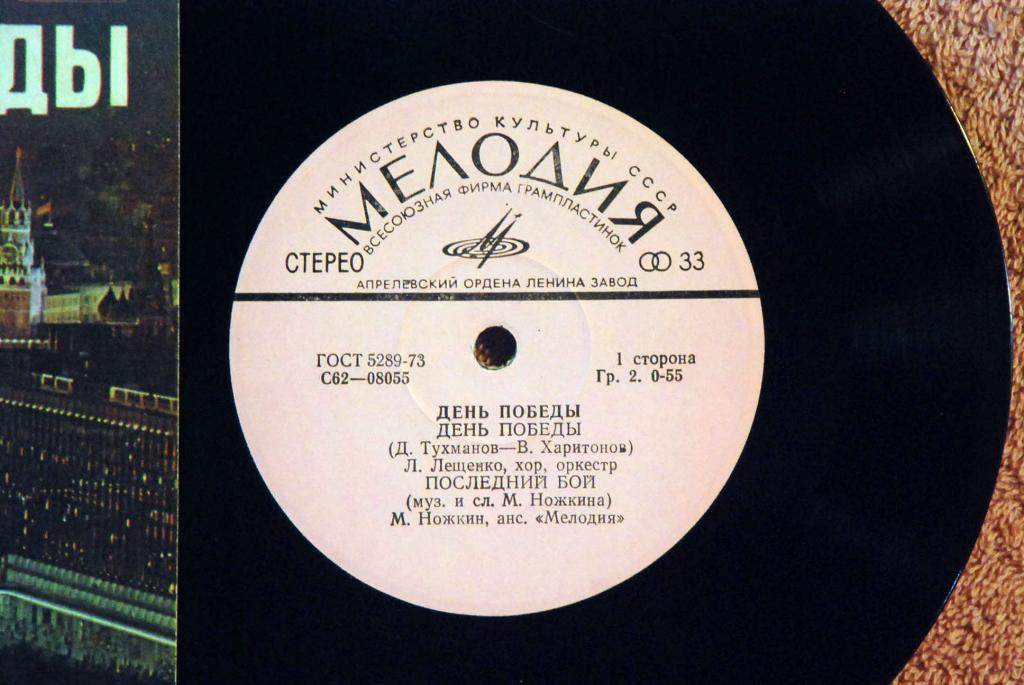 ДЫ
МИНИСТЕРСТВО КУЛЬТУРЫ СССР
МЕЛОДИЯ
ВСЕСОЮЗНАЯ ФИРМА ГРАМПЛАСТИНОК
СТЕРЕО 33
АПРЕЛЕВСКИЙ ОРДЕНА ЛЕНИНА ЗАВОД
ГОСТ 5289-73 1 сторона
С62—08055 Гр. 2. 0-55
ДЕНЬ ПОБЕДЫ
ДЕНЬ ПОБЕДЫ
(Д. Тухманов—В. Харитонов)
Л. Лещенко, хор, оркестр
ПОСЛЕДНИЙ БОЙ
(муз. и сл. М. Ножкина)
М. Ножкин, анс. «Мелодия»